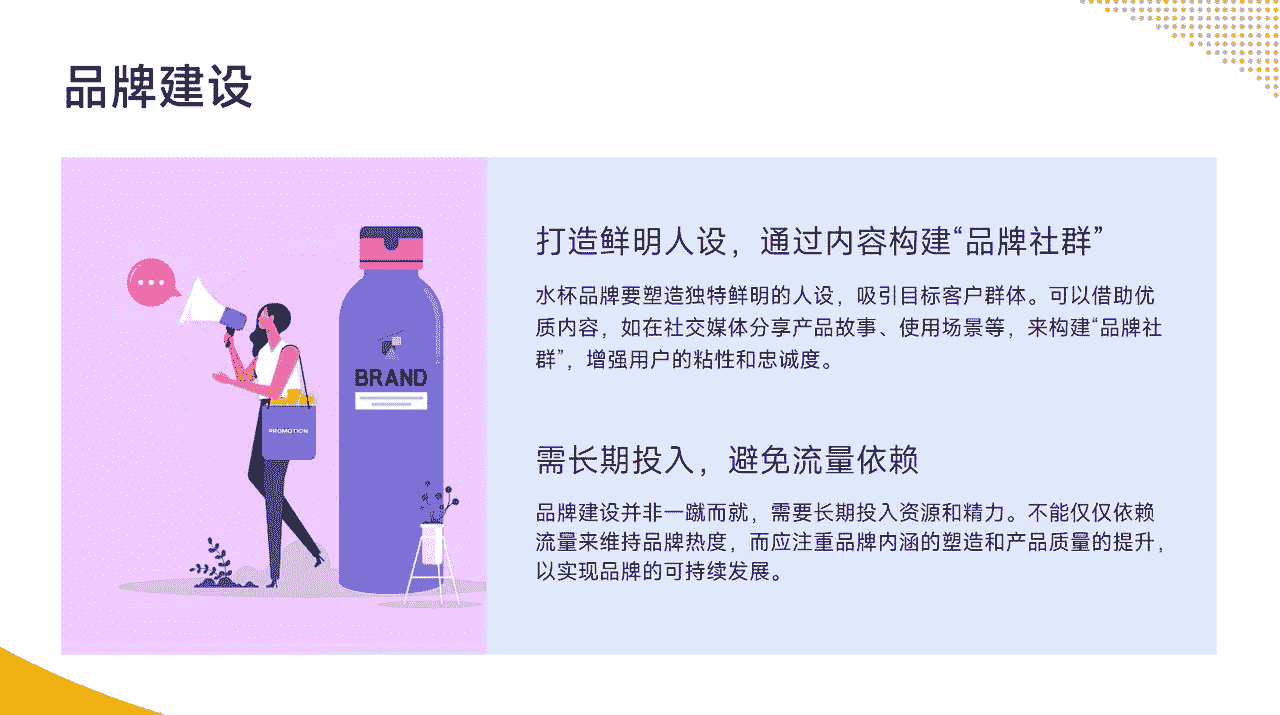 品牌建设
打造鲜明人设，通过内容构建“品牌社群”
水杯品牌要塑造独特鲜明的人设，吸引目标客户群体。可以借助优
质内容，如在社交媒体分享产品故事、使用场景等，来构建“品牌社
群”，增强用户的粘性和忠诚度。
需长期投入，避免流量依赖
品牌建设并非一蹴而就，需要长期投入资源和精力。不能仅仅依赖
流量来维持品牌热度，而应注重品牌内涵的塑造和产品质量的提升，
以实现品牌的可持续发展。
BRAND
PROMOTION